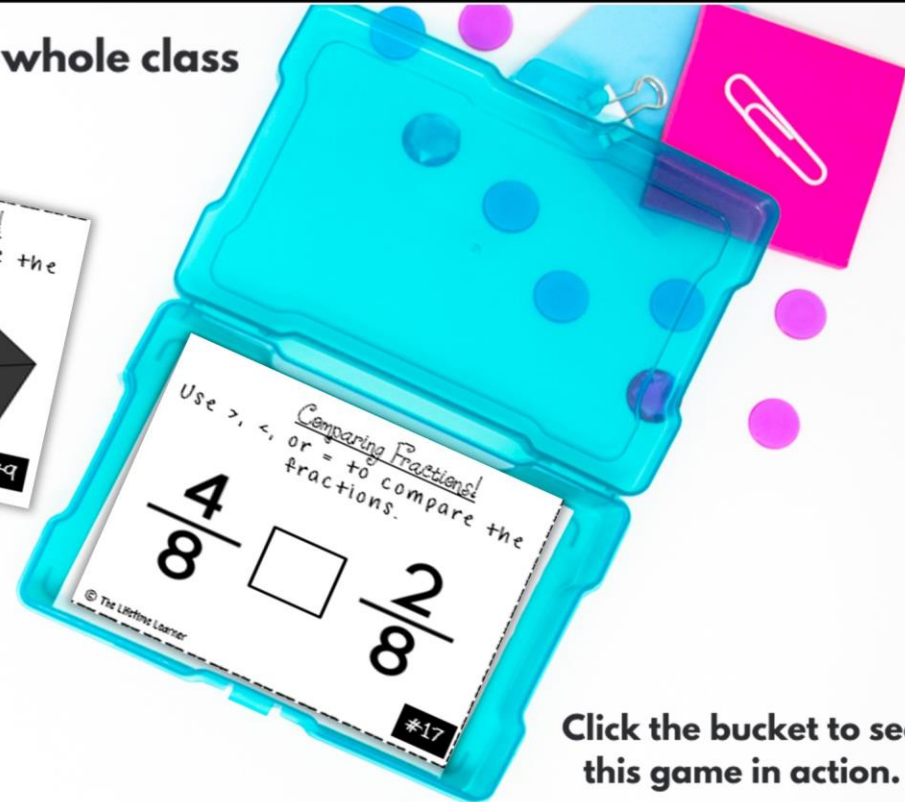 whole class
the
Comparing Fractions!
Use >, <, or = to compare the
fractions.
4
8
2
8
© The Lifetime Learner
#17
Click the bucket to se
this game in action.